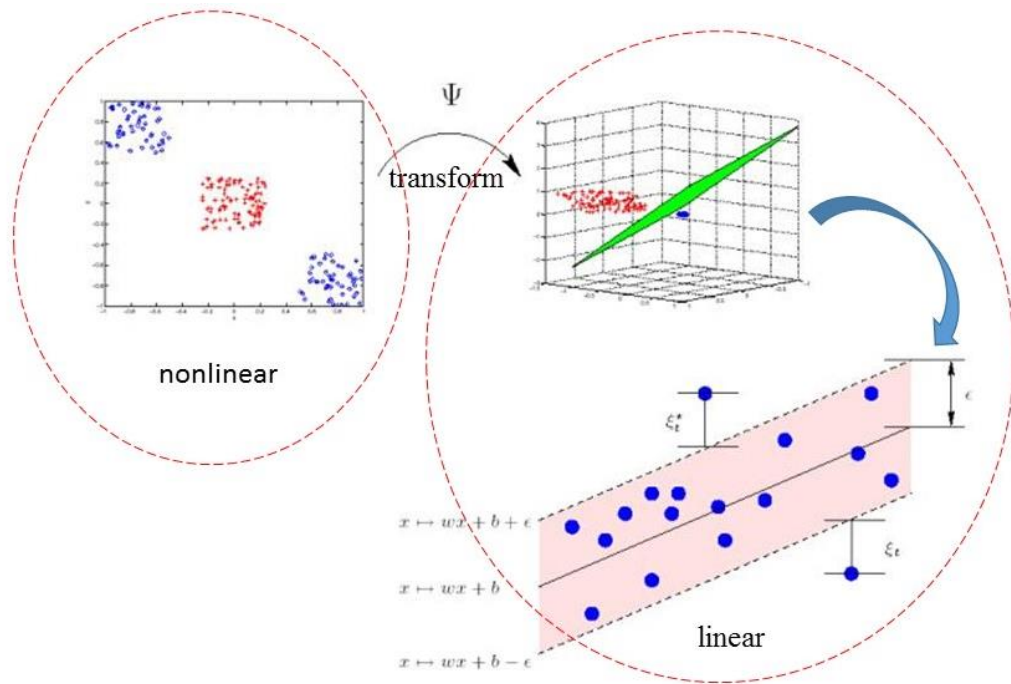 Ψ
transform
nonlinear
ϵ
ξ*t
x ↦ wx + b + ϵ
ξt
x ↦ wx + b
linear
x ↦ wx + b − ϵ